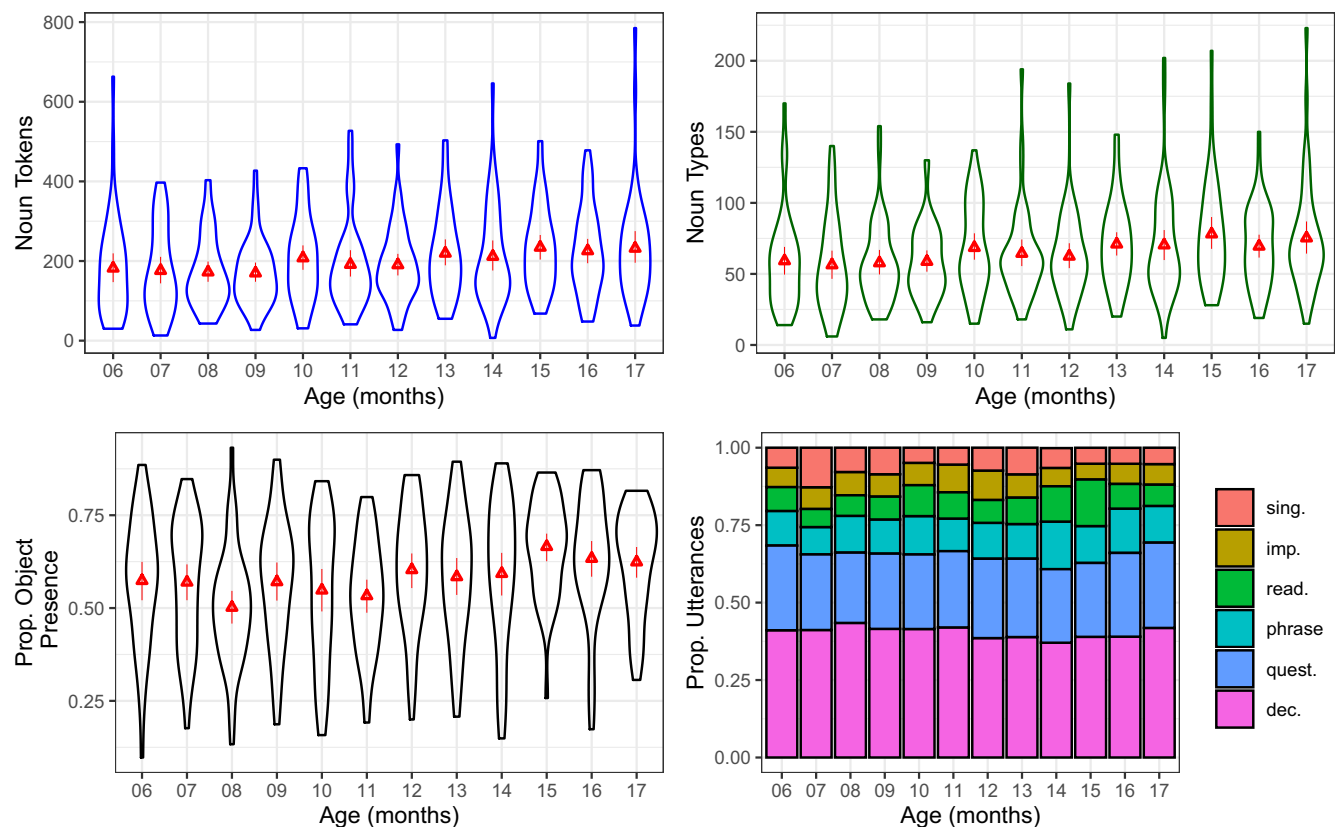 800
600
400
200
0
Noun Tokens
06 07 08 09 10 11 12 13 14 15 16 17
Age (months)
200
150
100
50
0
Noun Types
06 07 08 09 10 11 12 13 14 15 16 17
Age (months)
0.75
0.50
0.25
Prop. Object
Presence
06 07 08 09 10 11 12 13 14 15 16 17
Age (months)
1.00
0.75
0.50
0.25
0.00
Prop. Utterances
06 07 08 09 10 11 12 13 14 15 16 17
Age (months)
sing.
imp.
read.
phrase
quest.
dec.